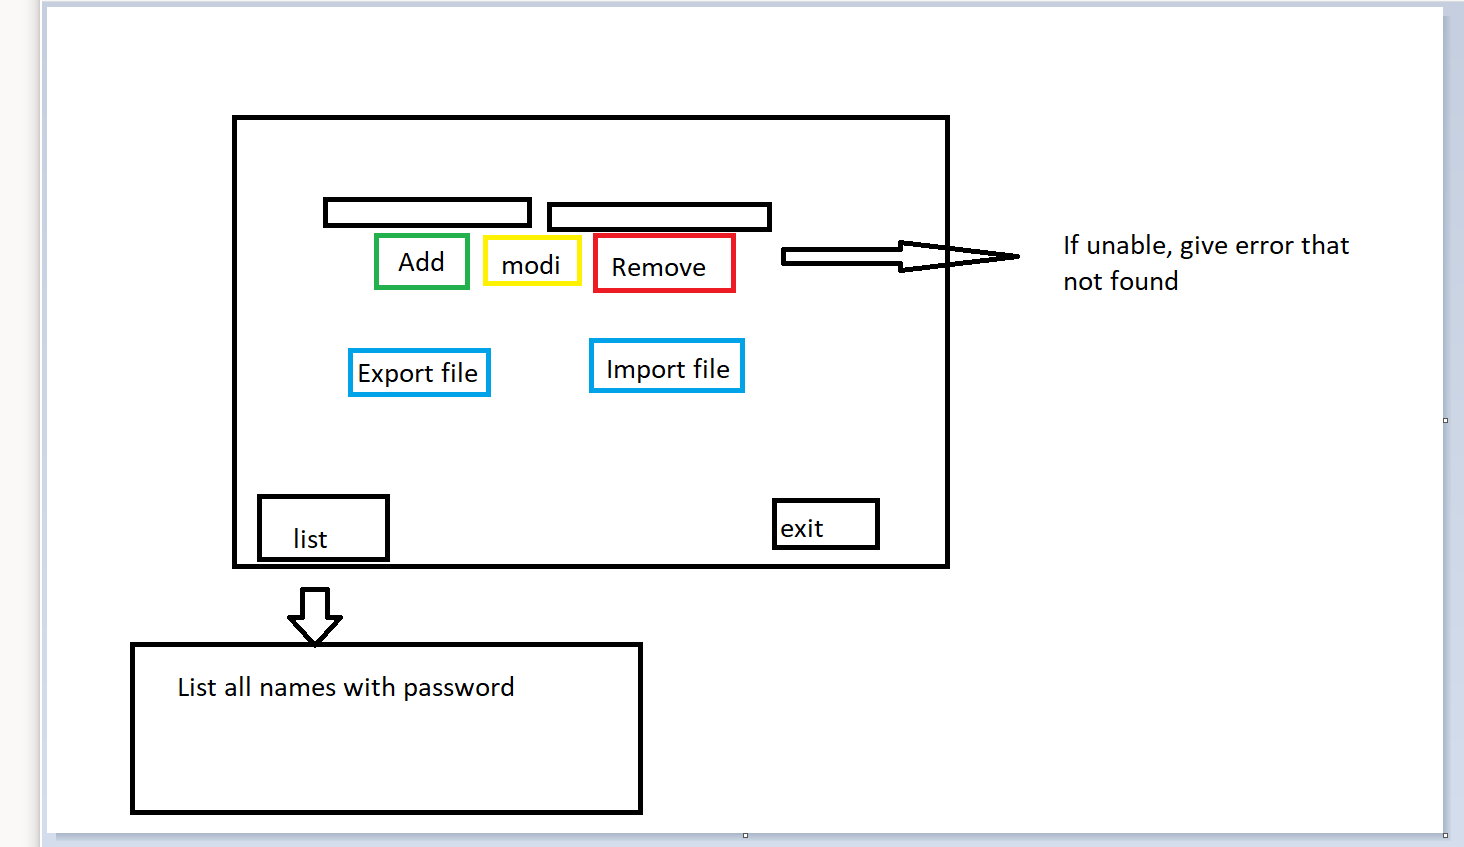 If unable, give error that
not found
Add
modi
Remove
Export file
Import file
list
exit
List all names with password